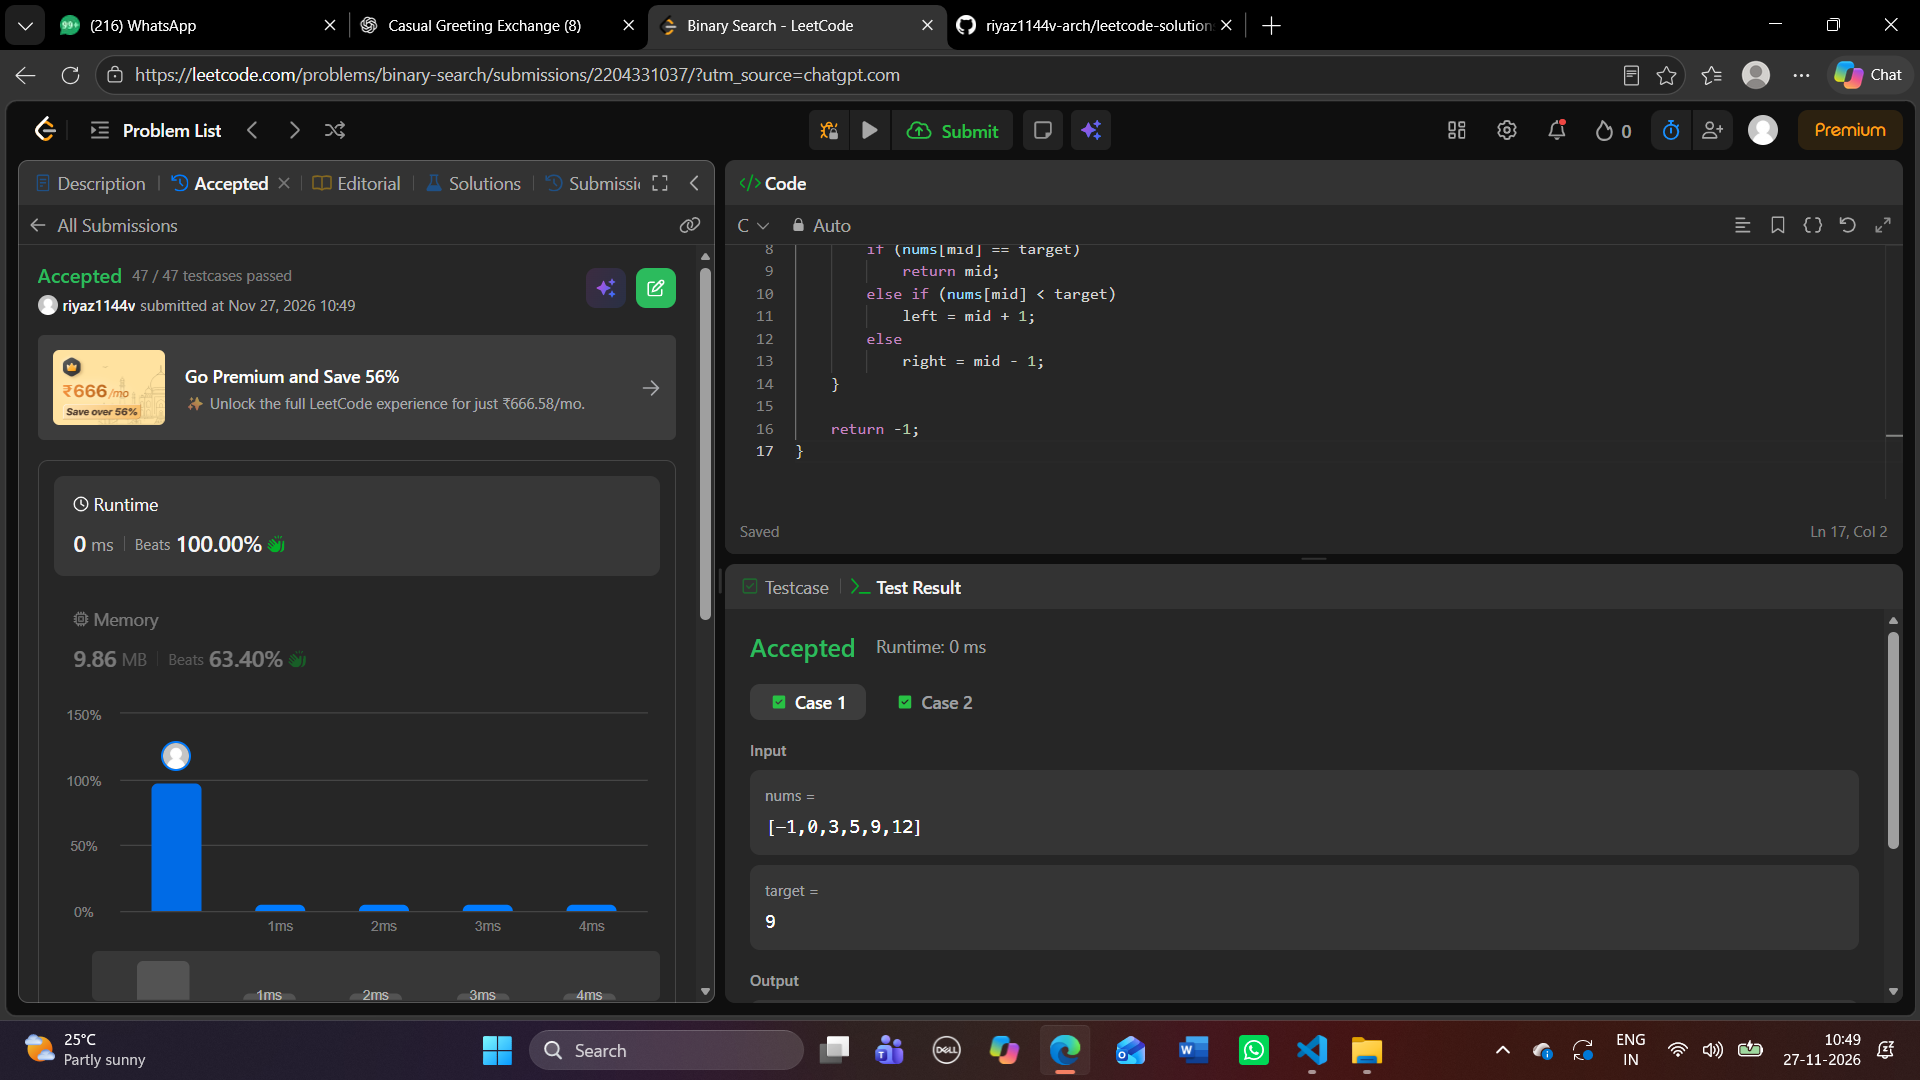 99+ (216) WhatsApp
Casual Greeting Exchange (8)
Binary Search - LeetCode
riyaz1144v-arch/leetcode-solution
https://leetcode.com/problems/binary-search/submissions/2204331037/?utm_source=chatgpt.com
Chat
Problem List
Submit
0
Premium
Description
Accepted
Editorial
Solutions
Submissi
All Submissions
Accepted 47 / 47 testcases passed
riyaz1144v submitted at Nov 27, 2026 10:49
₹666/mo
Save over 56%
Go Premium and Save 56%
✨ Unlock the full LeetCode experience for just ₹666.58/mo.
Runtime
0 ms Beats 100.00%
Memory
9.86 MB Beats 63.40%
150%
100%
50%
0%
1ms 2ms 3ms 4ms
1ms 2ms 3ms 4ms
</> Code
C Auto
8 if (nums[mid] == target)
9 return mid;
10 else if (nums[mid] < target)
11 left = mid + 1;
12 else
13 right = mid - 1;
14 }
15
16 return -1;
17 }
Saved
Ln 17, Col 2
Testcase
Test Result
Accepted Runtime: 0 ms
Case 1
Case 2
Input
nums =
[-1,0,3,5,9,12]
target =
9
Output
25°C
Partly sunny
Search
DELL
ENG
IN
10:49
27-11-2026